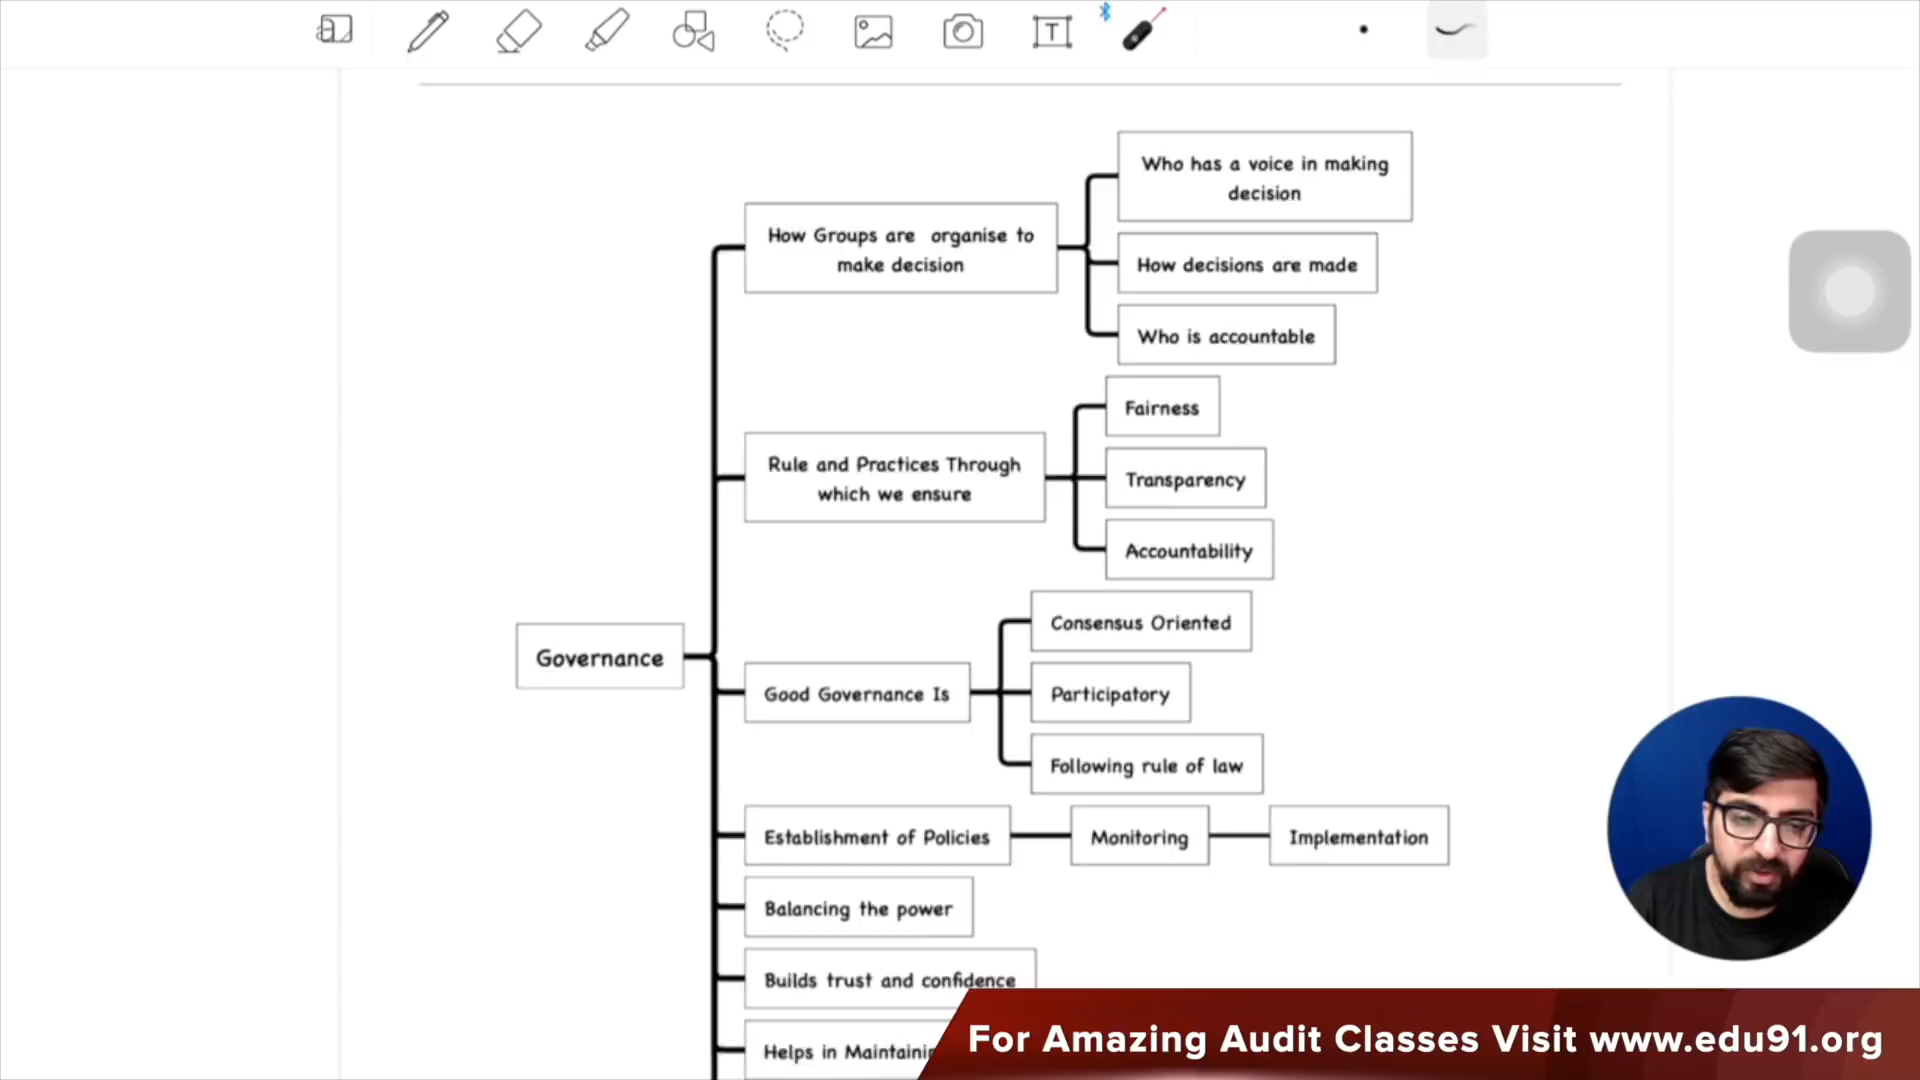 Who has a voice in making
decision
How Groups are organise to
make decision
How decisions are made
Who is accountable
Fairness
Rule and Practices Through
which we ensure
Transparency
Accountability
Consensus Oriented
Governance
Good Governance Is
Participatory
Following rule of law
Establishment of Policies
Monitoring
Implementation
Balancing the power
Builds trust and confidence
Helps in
For Amazing Audit Classes Visit www.edu91.org